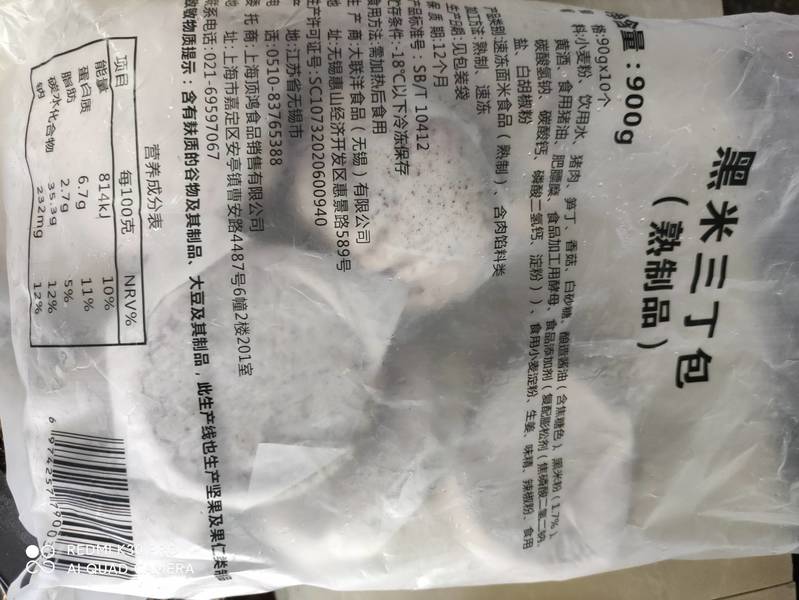 黑米三丁包
（熟制品）
含量：900g
格:90gx10个
料:小麦粉、饮用水、猪肉、笋丁、香菇、白砂糖、酿造酱油（含焦糖色）、黑米粉（1.7%）、
黄酒、食用猪油、肥膘糜、食品加工用酵母、食品添加剂（复配膨松剂（焦磷酸二氢二钠、
碳酸氢钠、碳酸钙、磷酸二氢钙、淀粉））、食用小麦淀粉、生姜、味精、辣椒粉、食用
盐、白胡椒粉
产品类别:速冻面米食品（熟制）、含肉馅料类
加工方法:熟制、速冻
生产日期:见包装袋
保质期:12个月
产品标准号：SB/T 10412
贮存条件:-18℃以下冷冻保存
食用方法:需加热后食用
生产商:大联洋食品（无锡）有限公司
地址:无锡惠山经济开发区惠景路589号
生产许可证号:SC10732020600940
产地:江苏省无锡市
电话:0510-83765388
委托商:上海顶鸿食品销售有限公司
地址:上海市嘉定区安亭镇曹安路4487号6幢2楼201室
联系电话:021-69597067
致敏物质提示：含有麸质的谷物及其制品、大豆及其制品，此生产线也生产坚果及果仁类制
营养成分表
项目 每100克 NRV%
能量 814kJ 10%
蛋白质 6.7g 11%
脂肪 2.7g 5%
碳水化合物 35.3g 12%
钠 232mg 12%
6 974257 790
REDMI K30 PRO
AI QUAD CAMERA